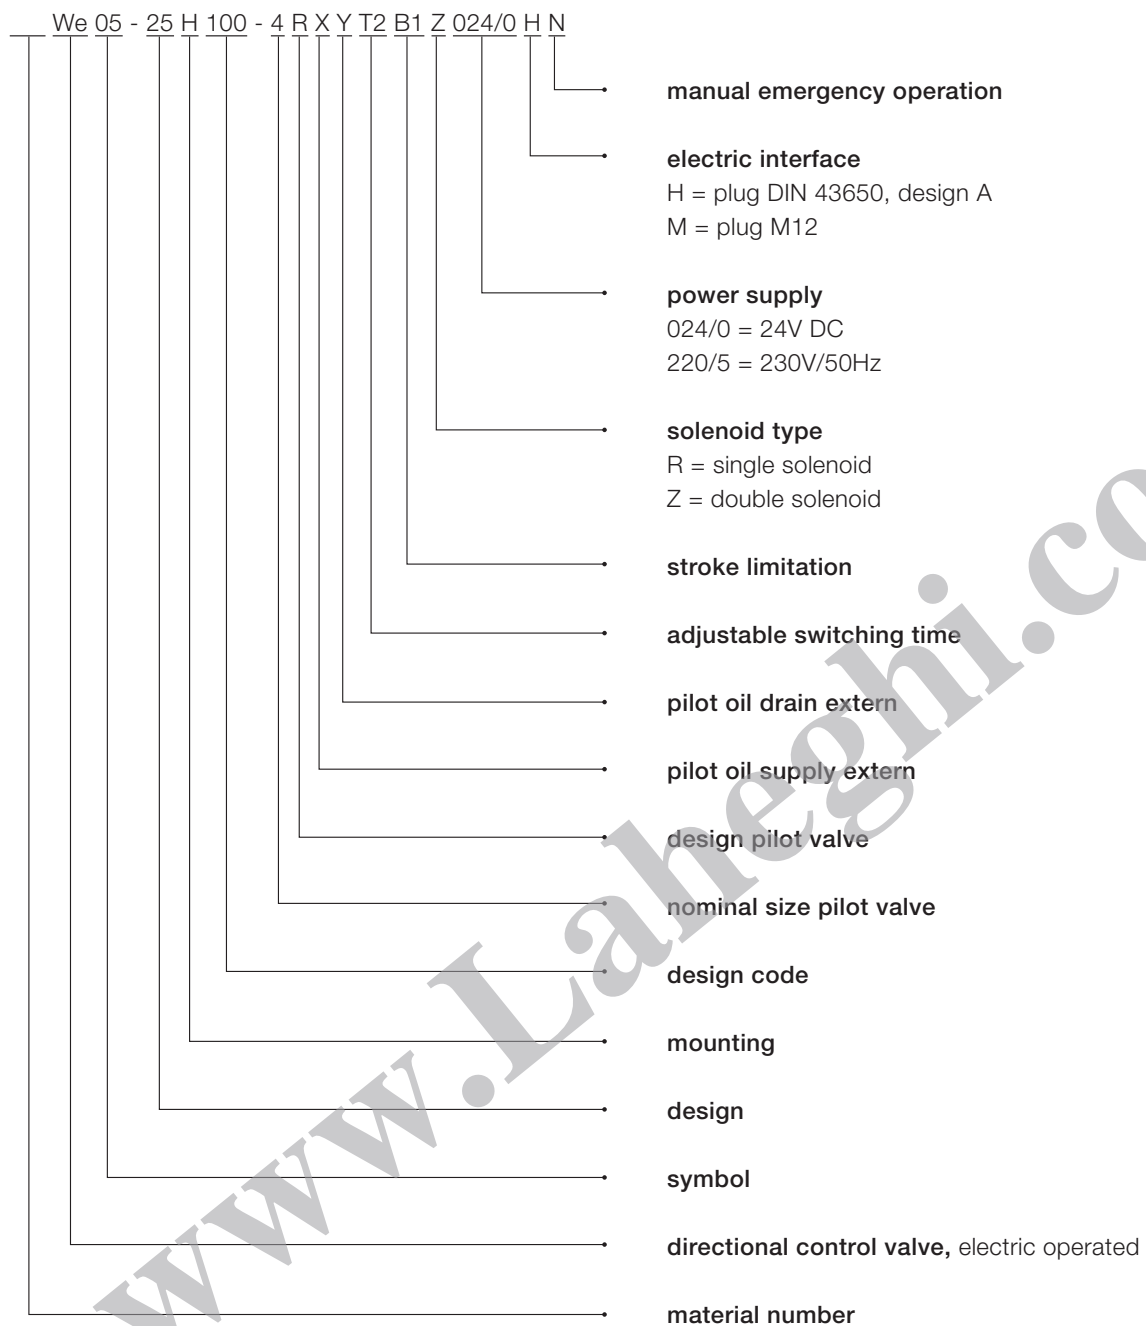 We 05 - 25 H 100 - 4 R X Y T2 B1 Z 024/0 H N
manual emergency operation
electric interface
H = plug DIN 43650, design A
M = plug M12
power supply
024/0 = 24V DC
220/5 = 230V/50Hz
solenoid type
R = single solenoid
Z = double solenoid
stroke limitation
adjustable switching time
pilot oil drain extern
pilot oil supply extern
design pilot valve
nominal size pilot valve
design code
mounting
design
symbol
directional control valve, electric operated
material number
www.Laheghi.co